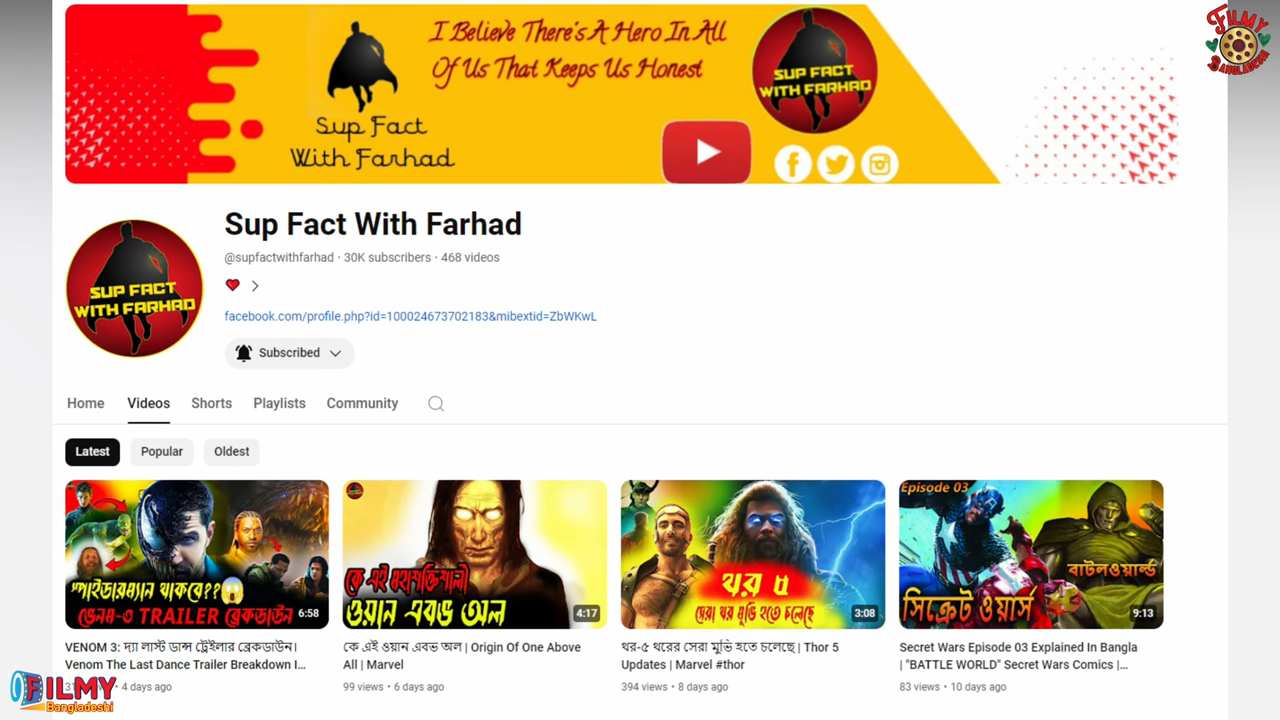 I Believe There's A Hero In All
Of Us That Keeps Us Honest
Sup Fact
With Farhad
SUP FACT
WITH FARHAD
FILMY
BANGLADESHI
Sup Fact With Farhad
@supfactwithfarhad · 30K subscribers · 468 videos
SUP FACT
WITH FARHAD
facebook.com/profile.php?id=100024673702183&mibextid=ZbWKwL
Subscribed
Home Videos Shorts Playlists Community
Latest Popular Oldest
স্পাইডারম্যান থাকবে??
ভেনম-৩ TRAILER ব্রেকডাউন
6:58
কে এই মহাশক্তিশালী
ওয়ান এবভ অল
4:17
থর ৫
সেরা থর মুভি হতে চলেছে
3:08
Episode 03
বাটলওয়ার্ল্ড
সিক্রেট ওয়ার্স
9:13
VENOM 3: দ্যা লাস্ট ডান্স ট্রেইলার ব্রেকডাউন।
Venom The Last Dance Trailer Breakdown I...
4 days ago
কে এই ওয়ান এবভ অল | Origin Of One Above
All | Marvel
99 views · 6 days ago
থর-৫ থরের সেরা মুভি হতে চলেছে | Thor 5
Updates | Marvel #thor
394 views · 8 days ago
Secret Wars Episode 03 Explained In Bangla
| "BATTLE WORLD" Secret Wars Comics |...
83 views · 10 days ago
FILMY
Bangladeshi